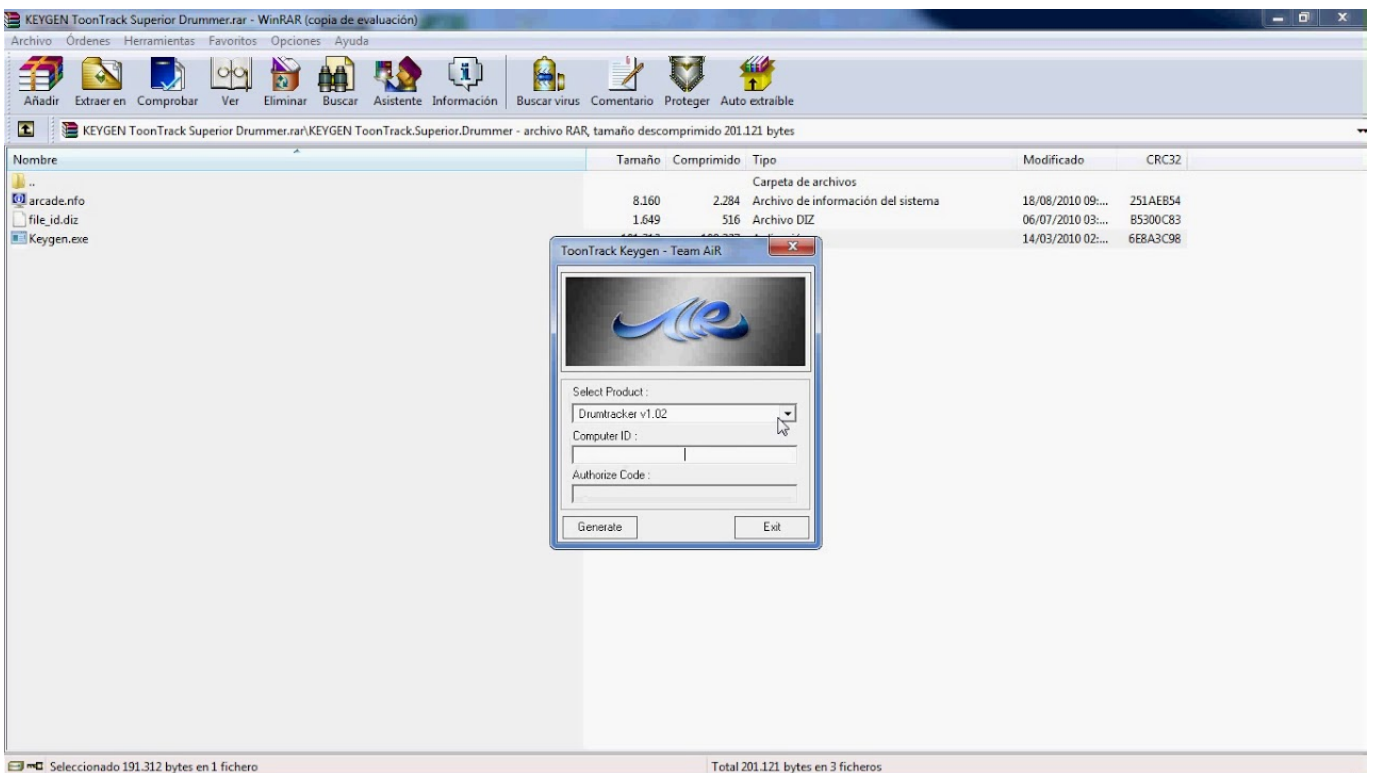 KEYGEN ToonTrack Superior Drummer.rar - WinRAR (copia de evaluación)
Archivo Órdenes Herramientas Favoritos Opciones Ayuda
Añadir Extraer en Comprobar Ver Eliminar Buscar Asistente Información Buscar virus Comentario Proteger Auto extraíble
KEYGEN ToonTrack Superior Drummer.rar\KEYGEN ToonTrack.Superior.Drummer - archivo RAR, tamaño descomprimido 201.121 bytes
Nombre Tamaño Comprimido Tipo Modificado CRC32
.. Carpeta de archivos
arcade.nfo 8.160 2.284 Archivo de información del sistema 18/08/2010 09:... 251AEB54
file_id.diz 1.649 516 Archivo DIZ 06/07/2010 03:... B5300C83
Keygen.exe 14/03/2010 02:... 6E8A3C98
ToonTrack Keygen - Team AiR
Select Product :
Drumtracker v1.02
Computer ID :
Authorize Code :
Generate Exit
Seleccionado 191.312 bytes en 1 fichero Total 201.121 bytes en 3 ficheros